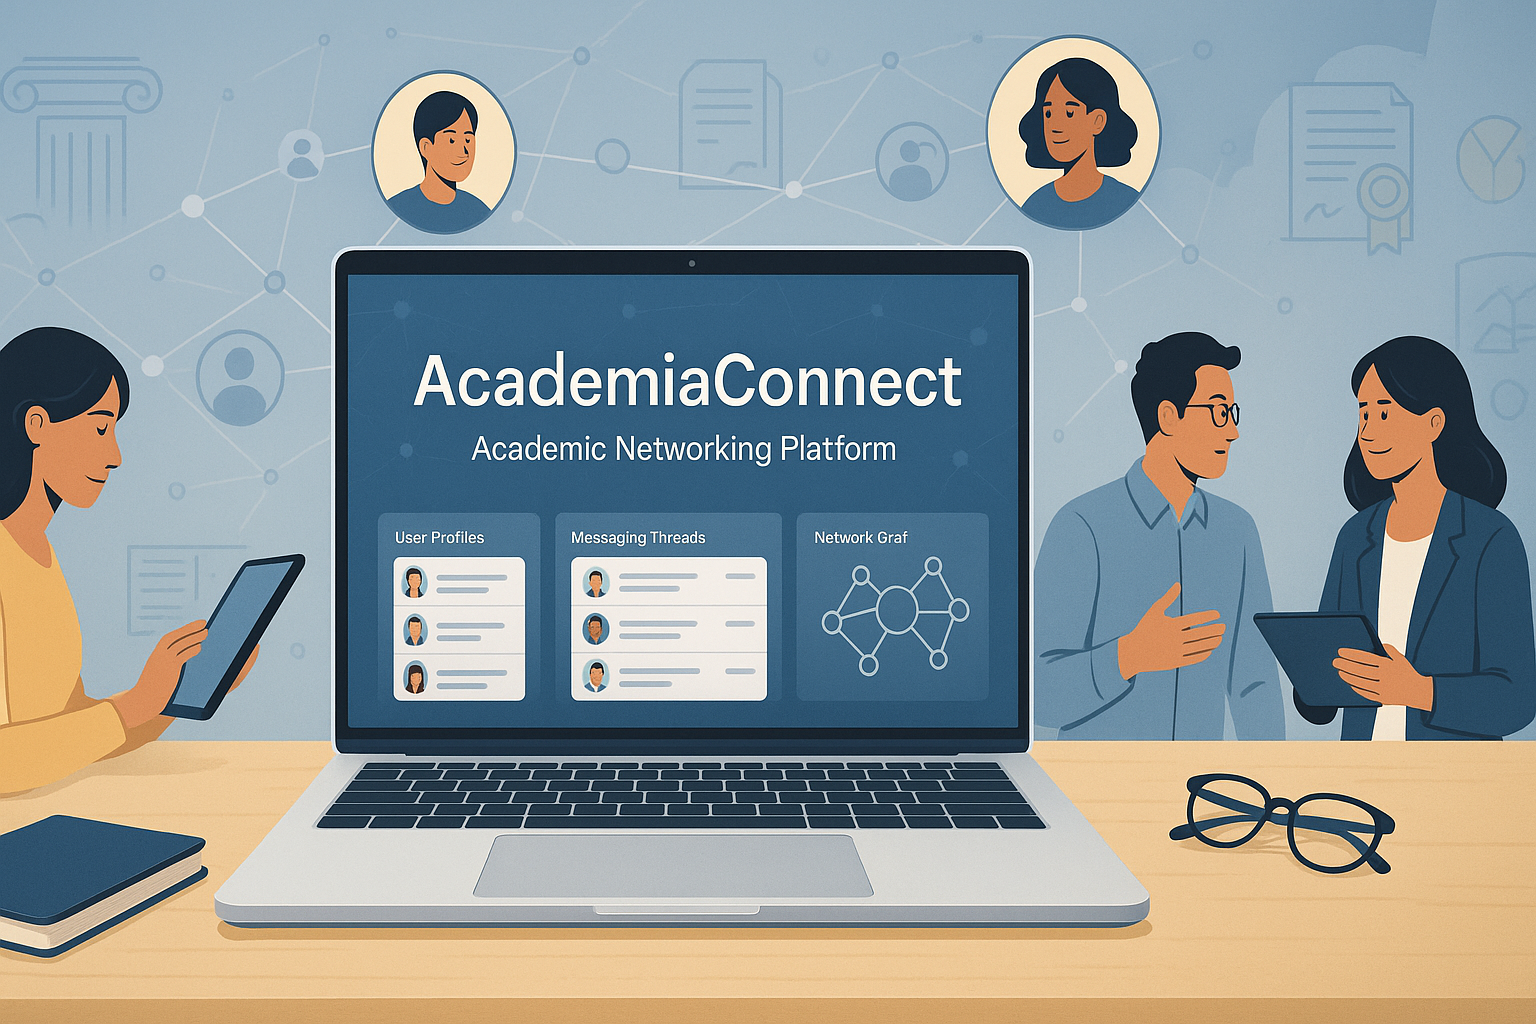 AcademiaConnect
Academic Networking Platform
User Profiles
Messaging Threads
Network Graf